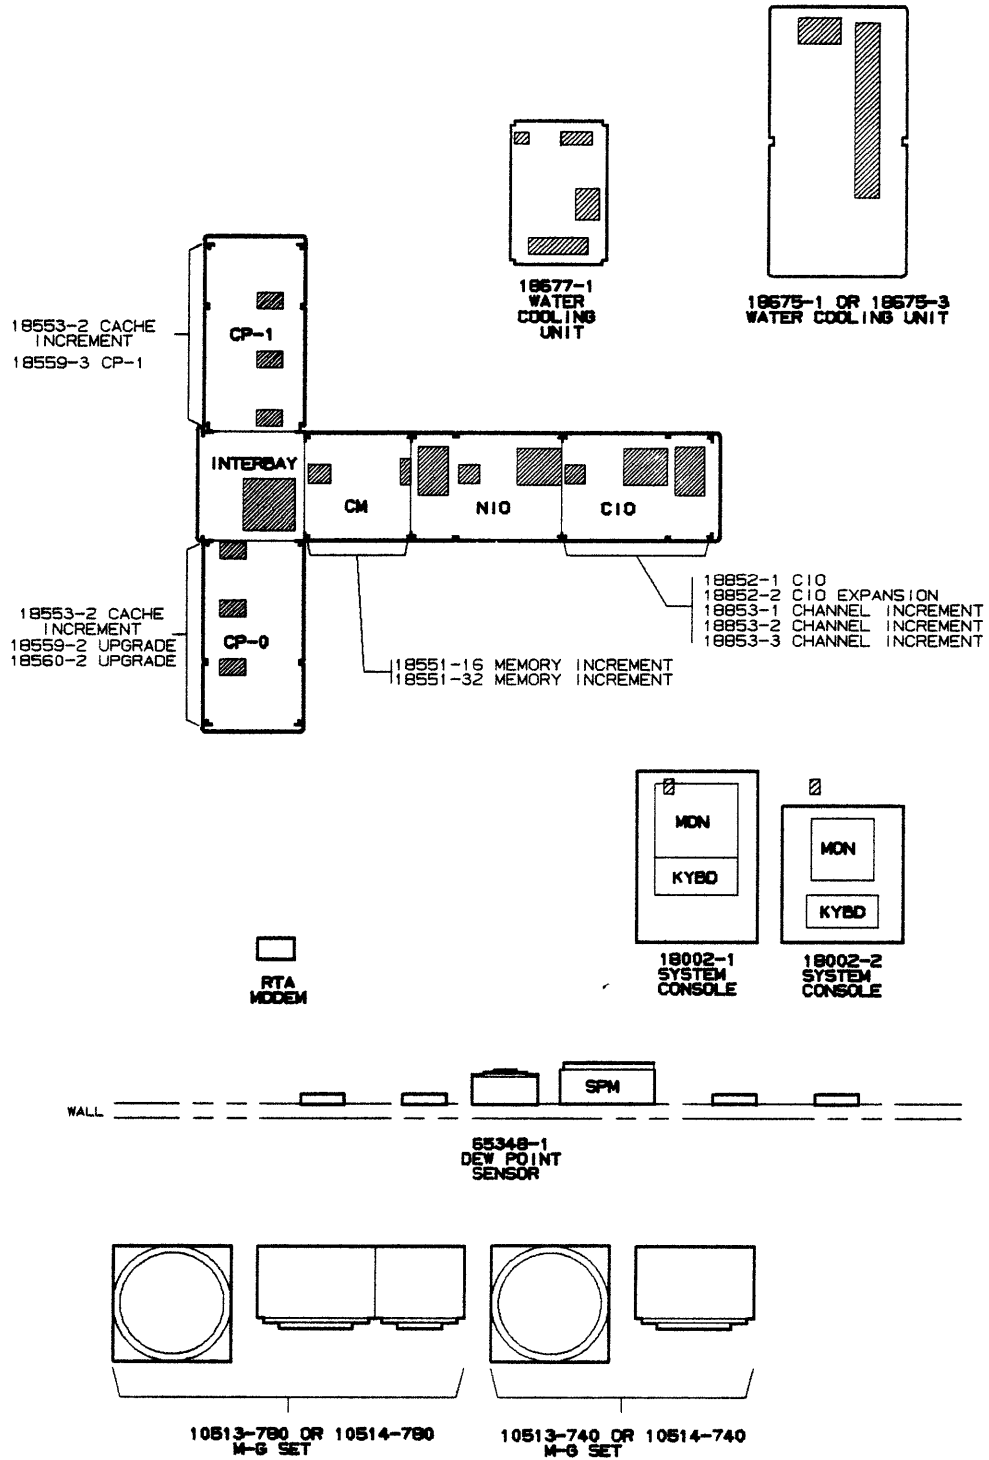 18677-1
WATER
COOLING
UNIT
18675-1 OR 18675-3
WATER COOLING UNIT
18553-2 CACHE
INCREMENT
18559-3 CP-1
CP-1
INTERBAY
CM
NIO
CIO
18852-1 CIO
18852-2 CIO EXPANSION
18853-1 CHANNEL INCREMENT
18853-2 CHANNEL INCREMENT
18853-3 CHANNEL INCREMENT
18553-2 CACHE
INCREMENT
18559-2 UPGRADE
18560-2 UPGRADE
CP-0
18551-16 MEMORY INCREMENT
18551-32 MEMORY INCREMENT
MON
KYBD
MON
KYBD
18002-1
SYSTEM
CONSOLE
18002-2
SYSTEM
CONSOLE
RTA
MODEM
SPM
WALL
65348-1
DEW POINT
SENSOR
10513-780 OR 10514-780
M-G SET
10513-740 OR 10514-740
M-G SET